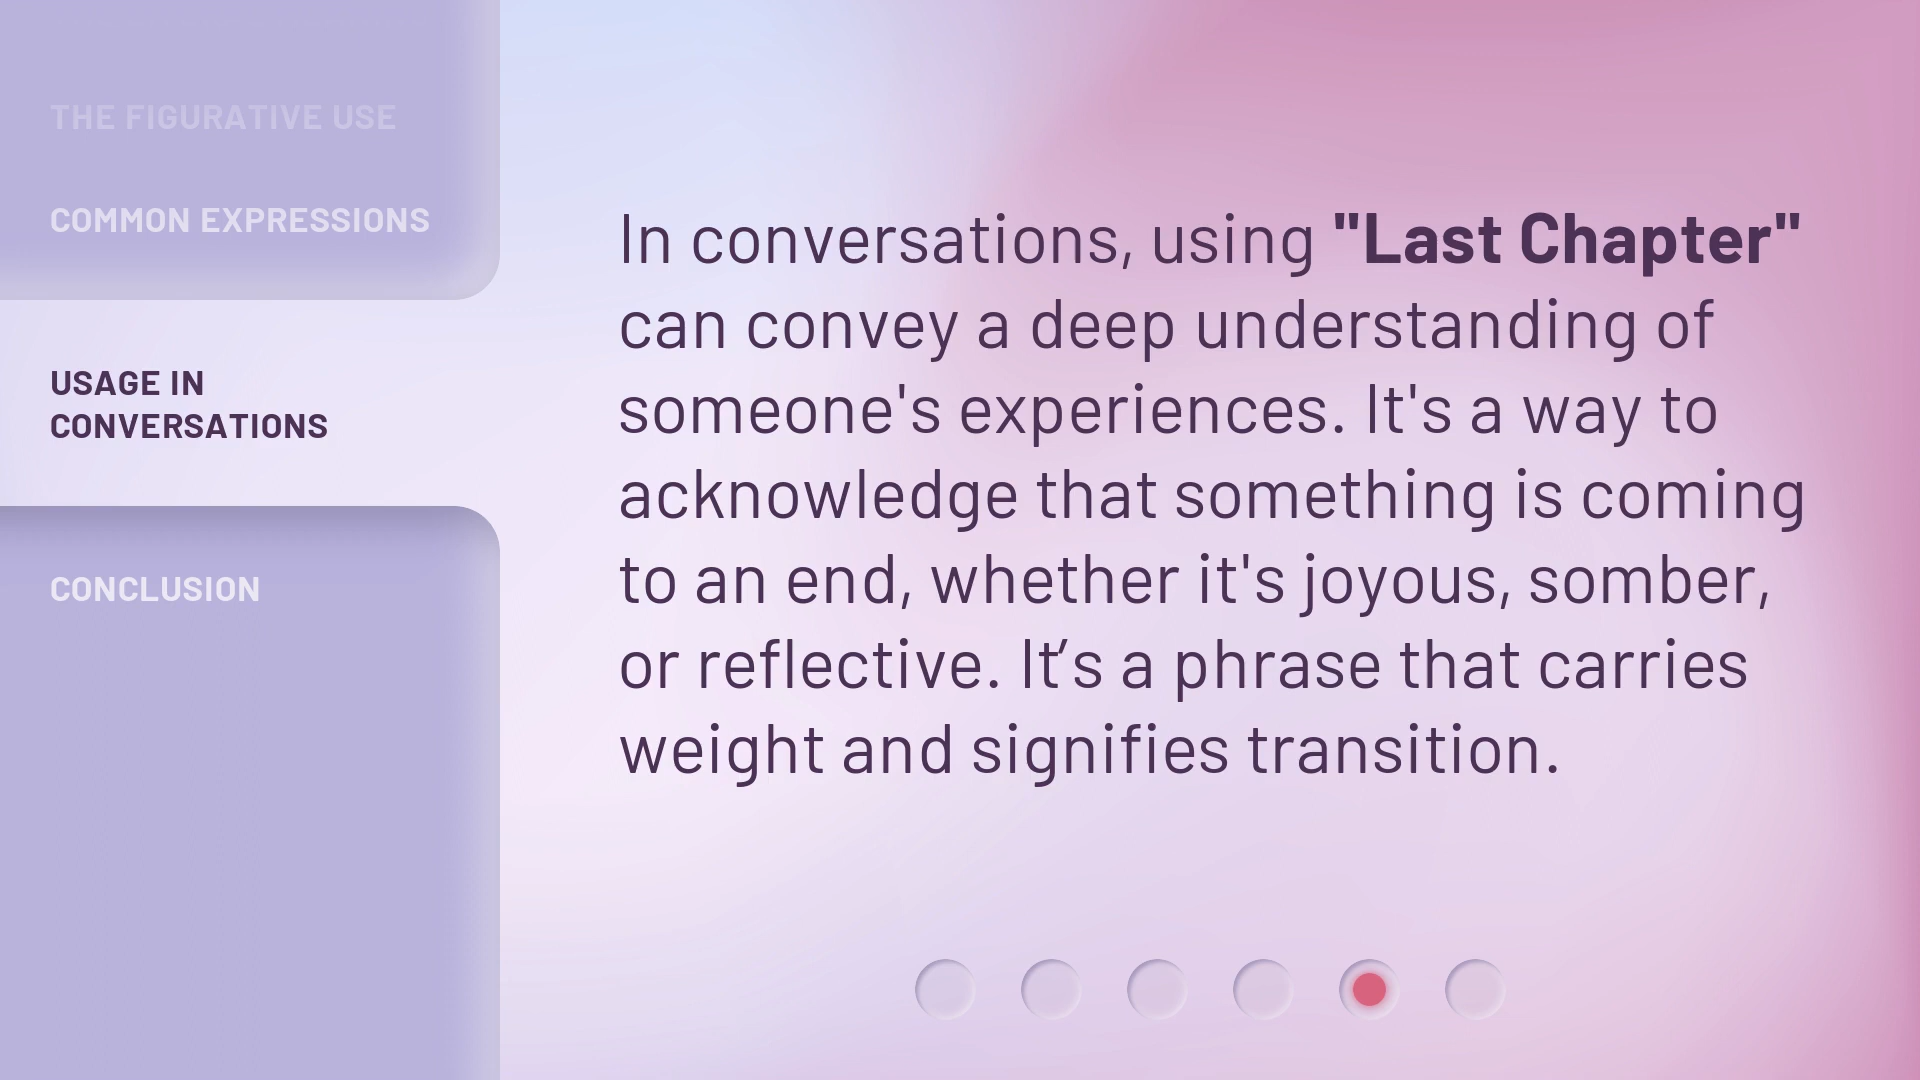 THE FIGURATIVE USE
COMMON EXPRESSIONS
USAGE IN
CONVERSATIONS
CONCLUSION
In conversations, using "Last Chapter"
can convey a deep understanding of
someone's experiences. It's a way to
acknowledge that something is coming
to an end, whether it's joyous, somber,
or reflective. It’s a phrase that carries
weight and signifies transition.